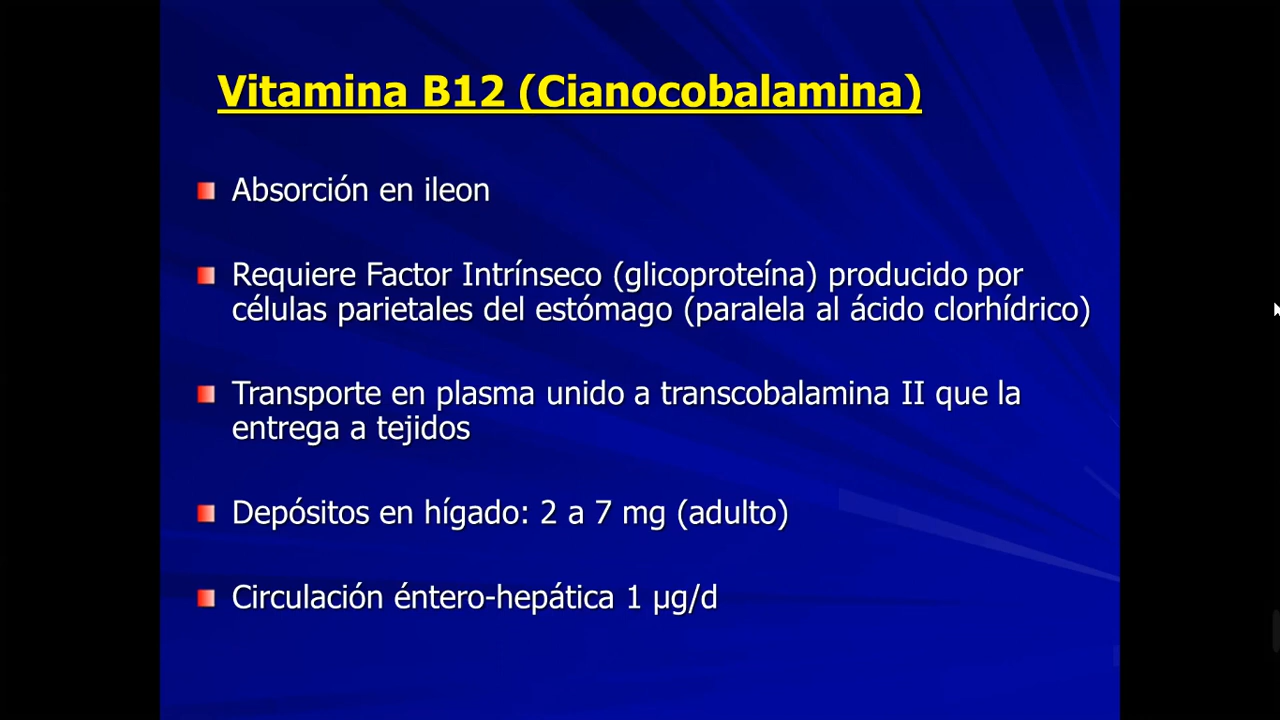 Vitamina B12 (Cianocobalamina)
Absorción en ileon
Requiere Factor Intrínseco (glicoproteína) producido por
células parietales del estómago (paralela al ácido clorhídrico)
Transporte en plasma unido a transcobalamina II que la
entrega a tejidos
Depósitos en hígado: 2 a 7 mg (adulto)
Circulación éntero-hepática 1 µg/d